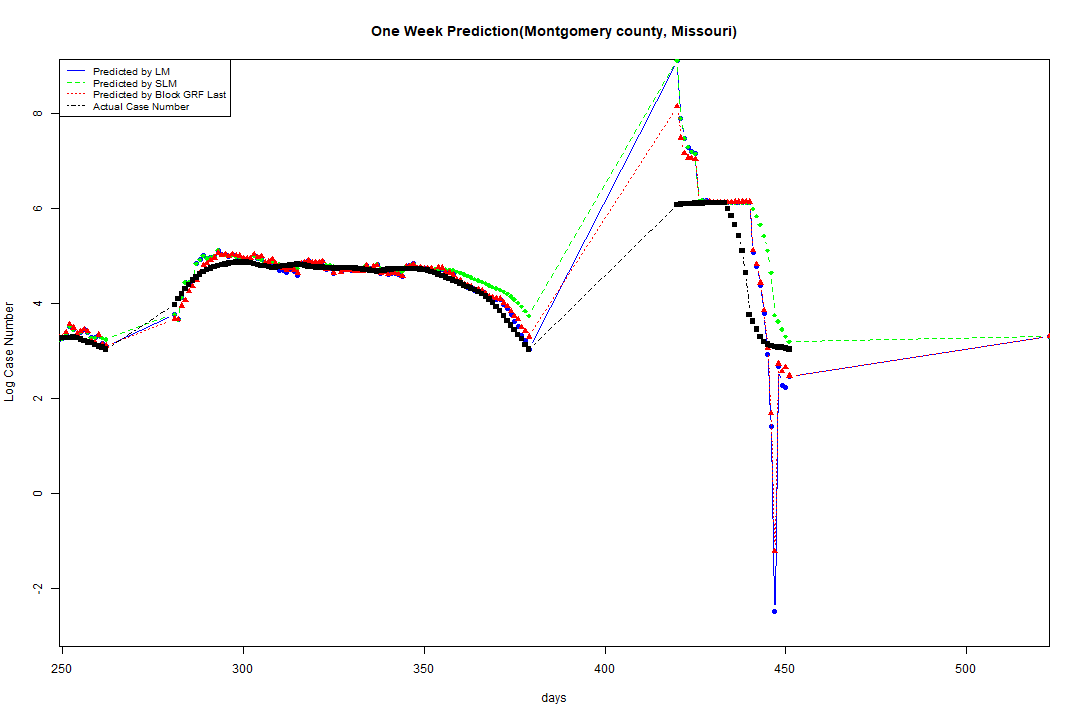 One Week Prediction(Montgomery county, Missouri)
Predicted by LM
Predicted by SLM
Predicted by Block GRF Last
Actual Case Number
Log Case Number
8
6
4
2
0
-2
250 300 350 400 450 500
days